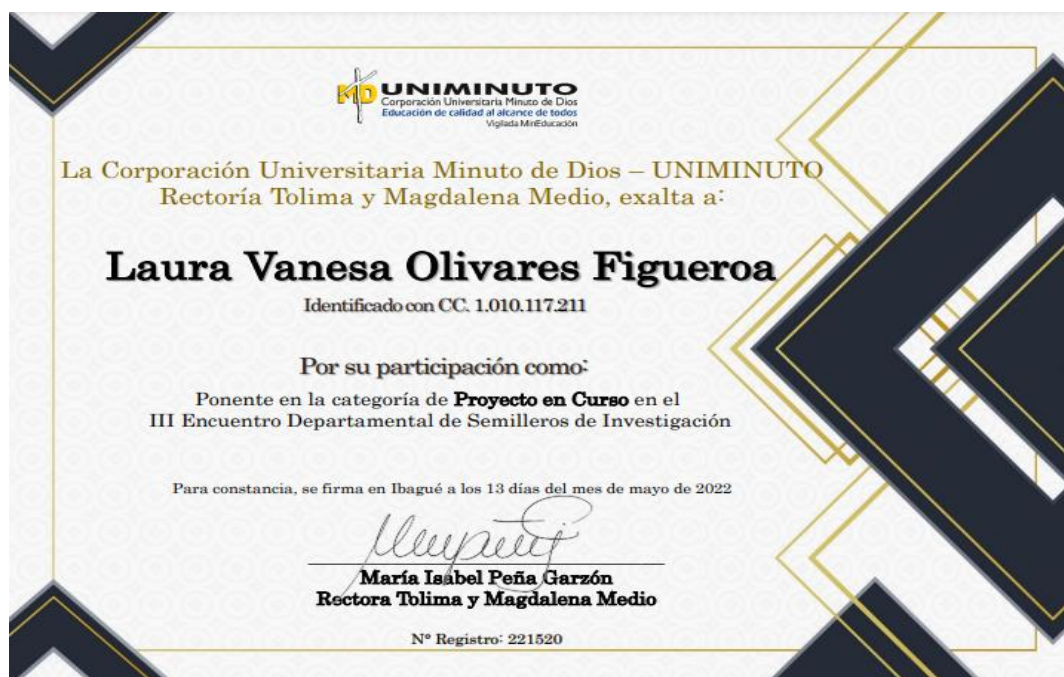 UNIMINUTO
Corporación Universitaria Minuto de Dios
Educación de calidad al alcance de todos
Vigilada MinEducación
La Corporación Universitaria Minuto de Dios – UNIMINUTO
Rectoría Tolima y Magdalena Medio, exalta a:
Laura Vanesa Olivares Figueroa
Identificado con CC. 1.010.117.211
Por su participación como:
Ponente en la categoría de Proyecto en Curso en el
III Encuentro Departamental de Semilleros de Investigación
Para constancia, se firma en Ibagué a los 13 días del mes de mayo de 2022
María Isabel Peña Garzón
Rectora Tolima y Magdalena Medio
Nº Registro: 221520